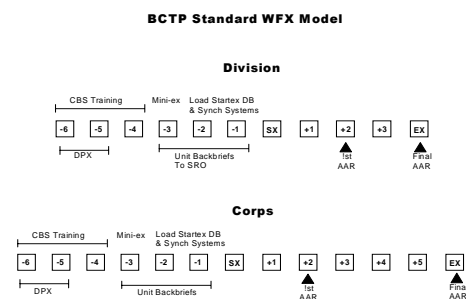 BCTP Standard WFX Model
Division
CBS Training Mini-ex Load Startex DB
& Synch Systems
-6 -5 -4 -3 -2 -1 SX +1 +2 +3 EX
DPX Unit Backbriefs
To SRO
!st
AAR
Final
AAR
Corps
CBS Training Mini-ex Load Startex DB
& Synch Systems
-6 -5 -4 -3 -2 -1 SX +1 +2 +3 +4 +5 EX
DPX Unit Backbriefs
!st
AAR
Fina
AAR